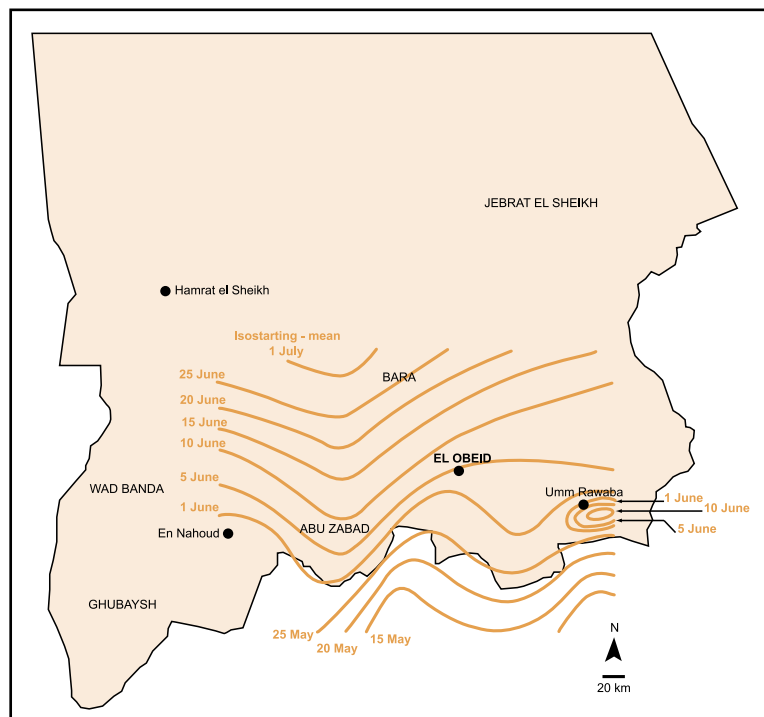 JEBRAT EL SHEIKH
Hamrat el Sheikh
Isostarting - mean
1 July
25 June
BARA
20 June
15 June
10 June
EL OBEID
5 June
WAD BANDA
Umm Rawaba
1 June
10 June
1 June
ABU ZABAD
5 June
En Nahoud
GHUBAYSH
25 May
20 May
15 May
N
20 km